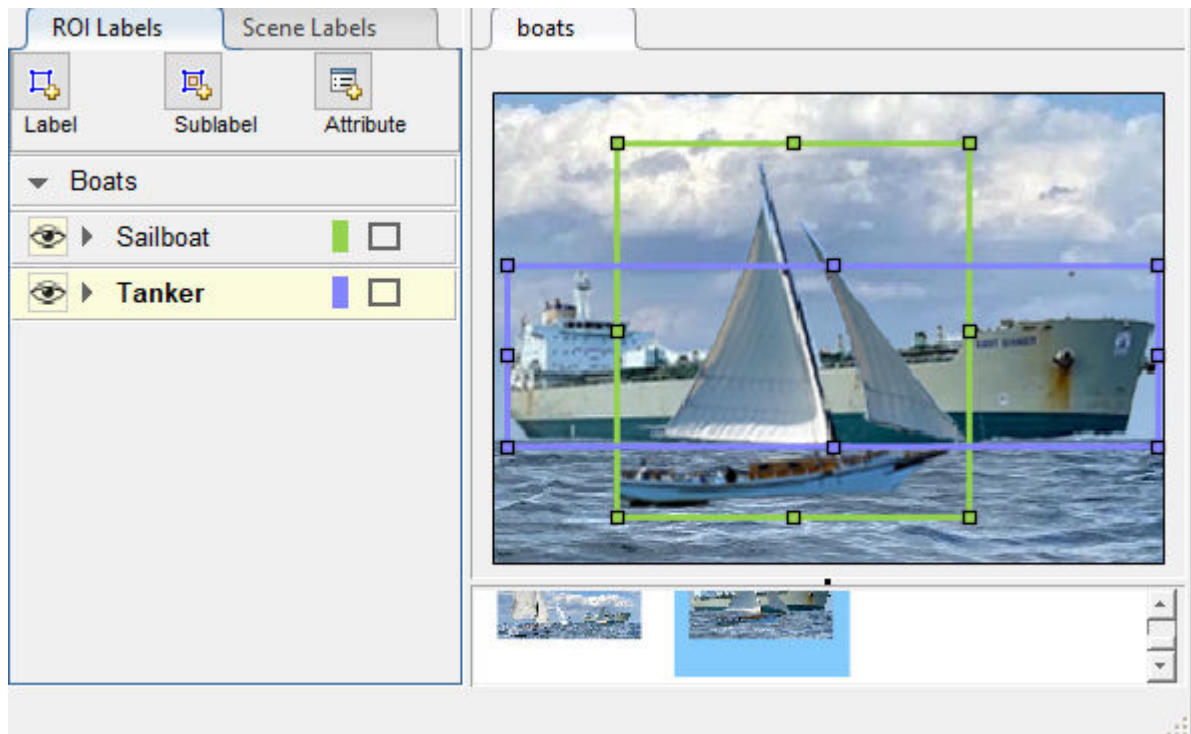 ROI Labels
Scene Labels
boats
Label
Sublabel
Attribute
Boats
Sailboat
Tanker